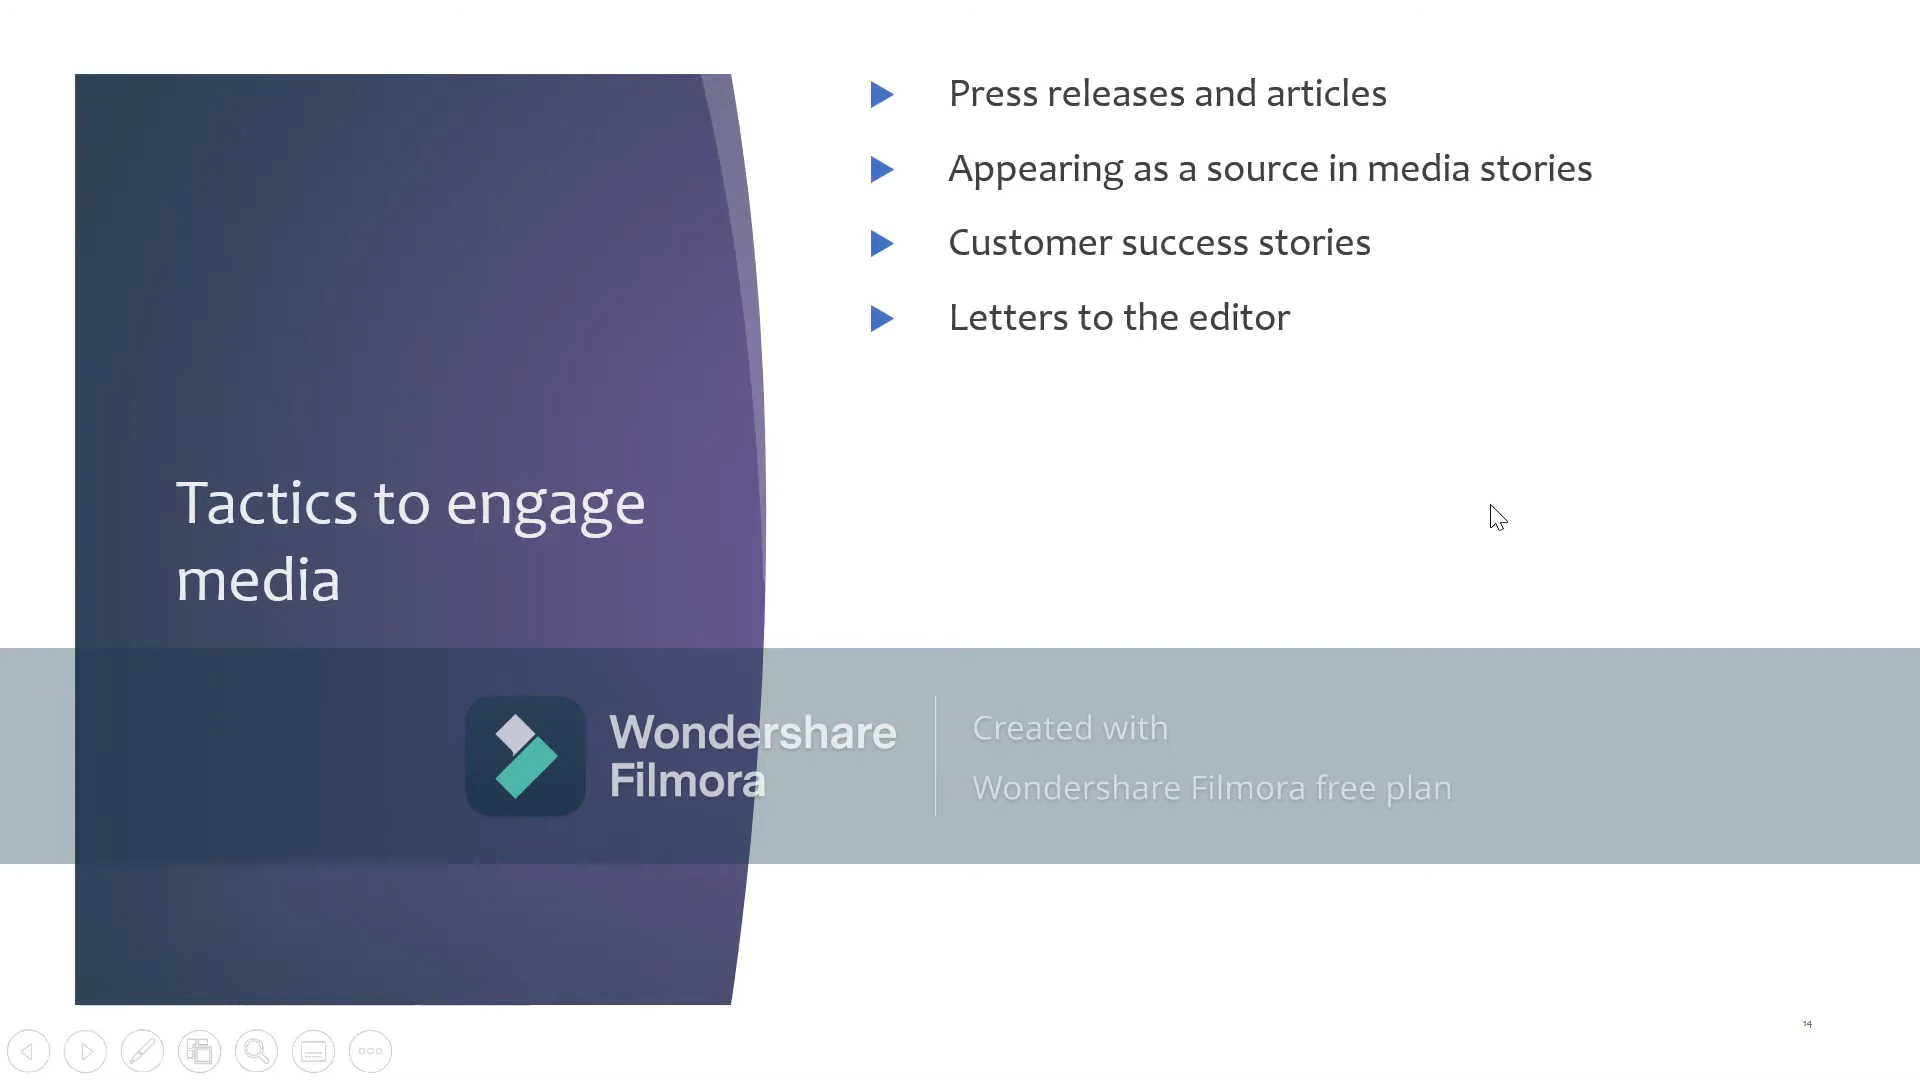 Tactics to engage
media
Press releases and articles
Appearing as a source in media stories
Customer success stories
Letters to the editor
Wondershare
Filmora
Created with
Wondershare Filmora free plan
14